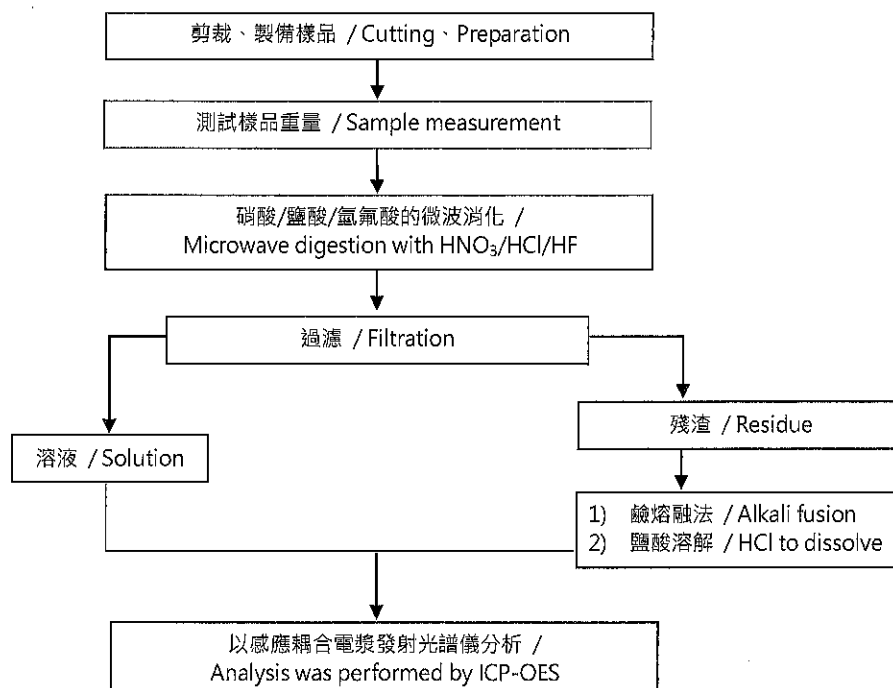 剪裁、製備樣品 / Cutting、Preparation
測試樣品重量 / Sample measurement
硝酸/鹽酸/氫氟酸的微波消化 /
Microwave digestion with HNO₃/HCl/HF
過濾 / Filtration
溶液 / Solution
殘渣 / Residue
1) 鹼熔融法 / Alkali fusion
2) 鹽酸溶解 / HCl to dissolve
以感應耦合電漿發射光譜儀分析 /
Analysis was performed by ICP-OES